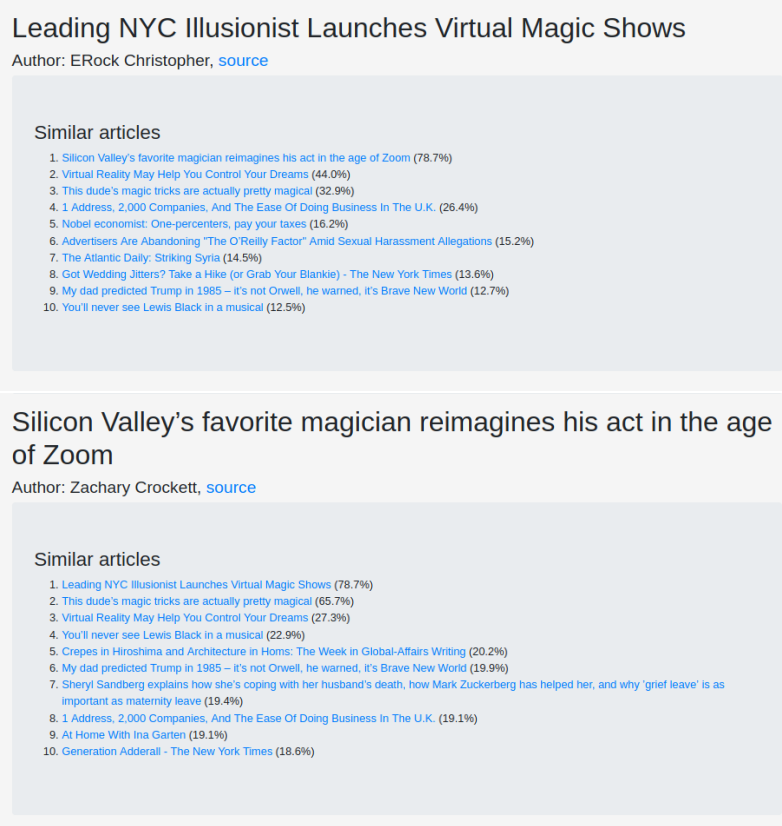 Leading NYC Illusionist Launches Virtual Magic Shows
Author: ERock Christopher, source
Similar articles
1. Silicon Valley's favorite magician reimagines his act in the age of Zoom (78.7%)
2. Virtual Reality May Help You Control Your Dreams (44.0%)
3. This dude's magic tricks are actually pretty magical (32.9%)
4. 1 Address, 2,000 Companies, And The Ease Of Doing Business In The U.K. (26.4%)
5. Nobel economist: One-percenters, pay your taxes (16.2%)
6. Advertisers Are Abandoning "The O'Reilly Factor" Amid Sexual Harassment Allegations (15.2%)
7. The Atlantic Daily: Striking Syria (14.5%)
8. Got Wedding Jitters? Take a Hike (or Grab Your Blankie) - The New York Times (13.6%)
9. My dad predicted Trump in 1985 – it's not Orwell, he warned, it's Brave New World (12.7%)
10. You'll never see Lewis Black in a musical (12.5%)
Silicon Valley's favorite magician reimagines his act in the age
of Zoom
Author: Zachary Crockett, source
Similar articles
1. Leading NYC Illusionist Launches Virtual Magic Shows (78.7%)
2. This dude's magic tricks are actually pretty magical (65.7%)
3. Virtual Reality May Help You Control Your Dreams (27.3%)
4. You'll never see Lewis Black in a musical (22.9%)
5. Crepes in Hiroshima and Architecture in Homs: The Week in Global-Affairs Writing (20.2%)
6. My dad predicted Trump in 1985 – it's not Orwell, he warned, it's Brave New World (19.9%)
7. Sheryl Sandberg explains how she's coping with her husband's death, how Mark Zuckerberg has helped her, and why 'grief leave' is as
important as maternity leave (19.4%)
8. 1 Address, 2,000 Companies, And The Ease Of Doing Business In The U.K. (19.1%)
9. At Home With Ina Garten (19.1%)
10. Generation Adderall - The New York Times (18.6%)